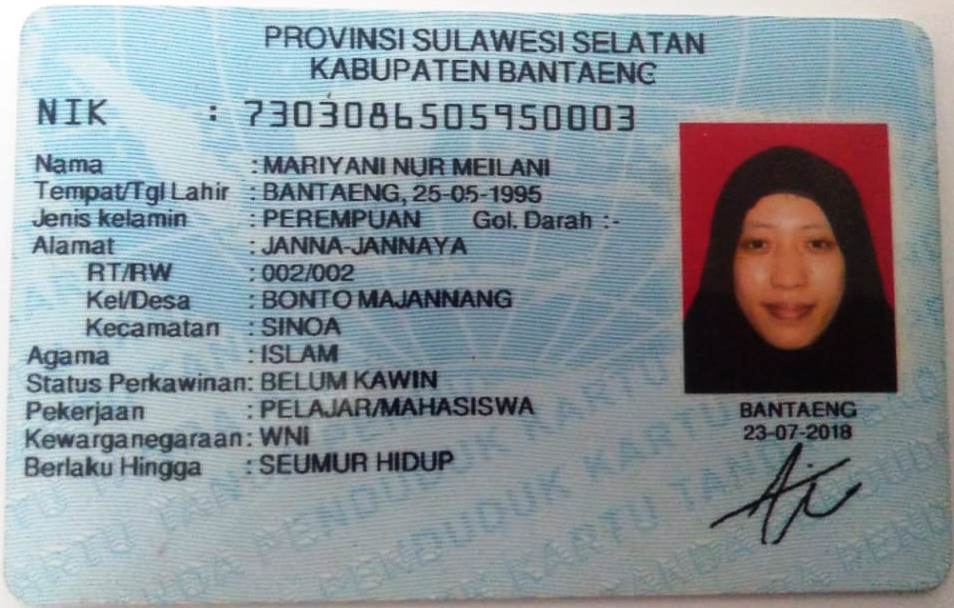 PROVINSI SULAWESI SELATAN
KABUPATEN BANTAENG
NIK : 7303086505950003
Nama : MARIYANI NUR MEILANI
Tempat/Tgl Lahir : BANTAENG, 25-05-1995
Jenis kelamin : PEREMPUAN Gol. Darah :-
Alamat : JANNA-JANNAYA
RT/RW : 002/002
Kel/Desa : BONTO MAJANNANG
Kecamatan : SINOA
Agama : ISLAM
Status Perkawinan: BELUM KAWIN
Pekerjaan : PELAJAR/MAHASISWA
Kewarganegaraan: WNI
Berlaku Hingga : SEUMUR HIDUP
BANTAENG
23-07-2018